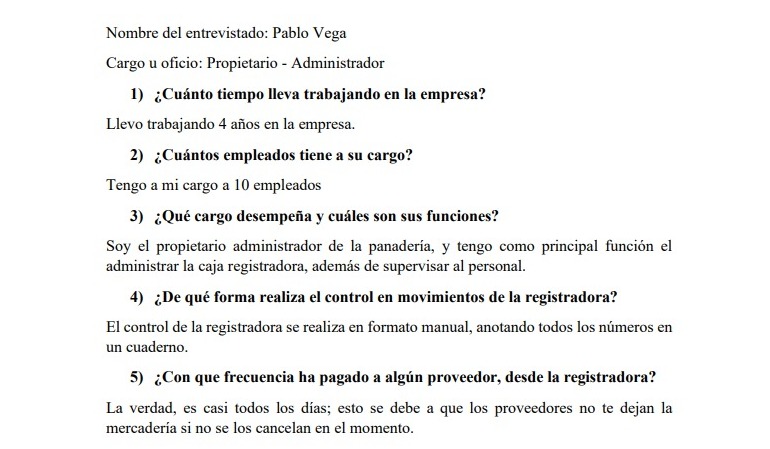 Nombre del entrevistado: Pablo Vega
Cargo u oficio: Propietario - Administrador
1) ¿Cuánto tiempo lleva trabajando en la empresa?
Llevo trabajando 4 años en la empresa.
2) ¿Cuántos empleados tiene a su cargo?
Tengo a mi cargo a 10 empleados
3) ¿Qué cargo desempeña y cuáles son sus funciones?
Soy el propietario administrador de la panadería, y tengo como principal función el
administrar la caja registradora, además de supervisar al personal.
4) ¿De qué forma realiza el control en movimientos de la registradora?
El control de la registradora se realiza en formato manual, anotando todos los números en
un cuaderno.
5) ¿Con que frecuencia ha pagado a algún proveedor, desde la registradora?
La verdad, es casi todos los días; esto se debe a que los proveedores no te dejan la
mercadería si no se los cancelan en el momento.